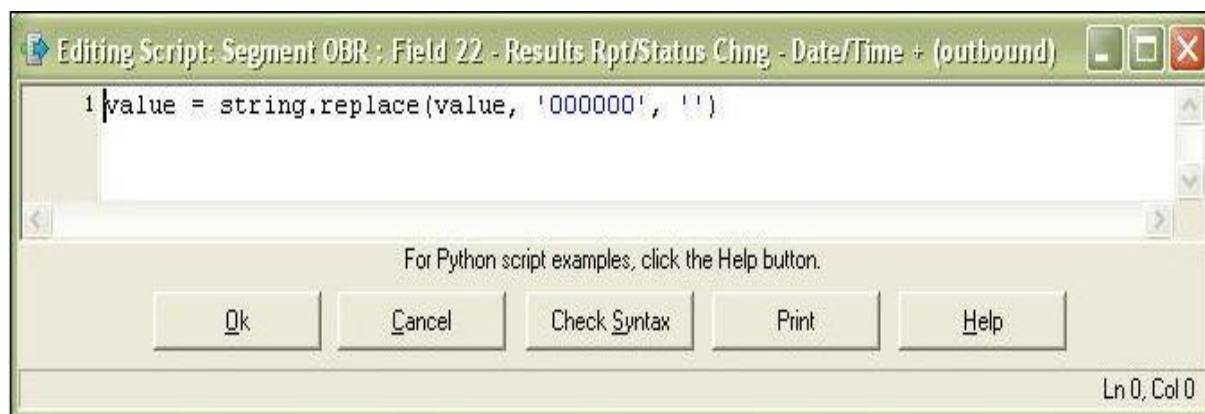 Editing Script: Segment OBR : Field 22 - Results Rpt/Status Chng - Date/Time + (outbound)
1 value = string.replace(value, '000000', '')
For Python script examples, click the Help button.
Ok Cancel Check Syntax Print Help
Ln 0, Col 0